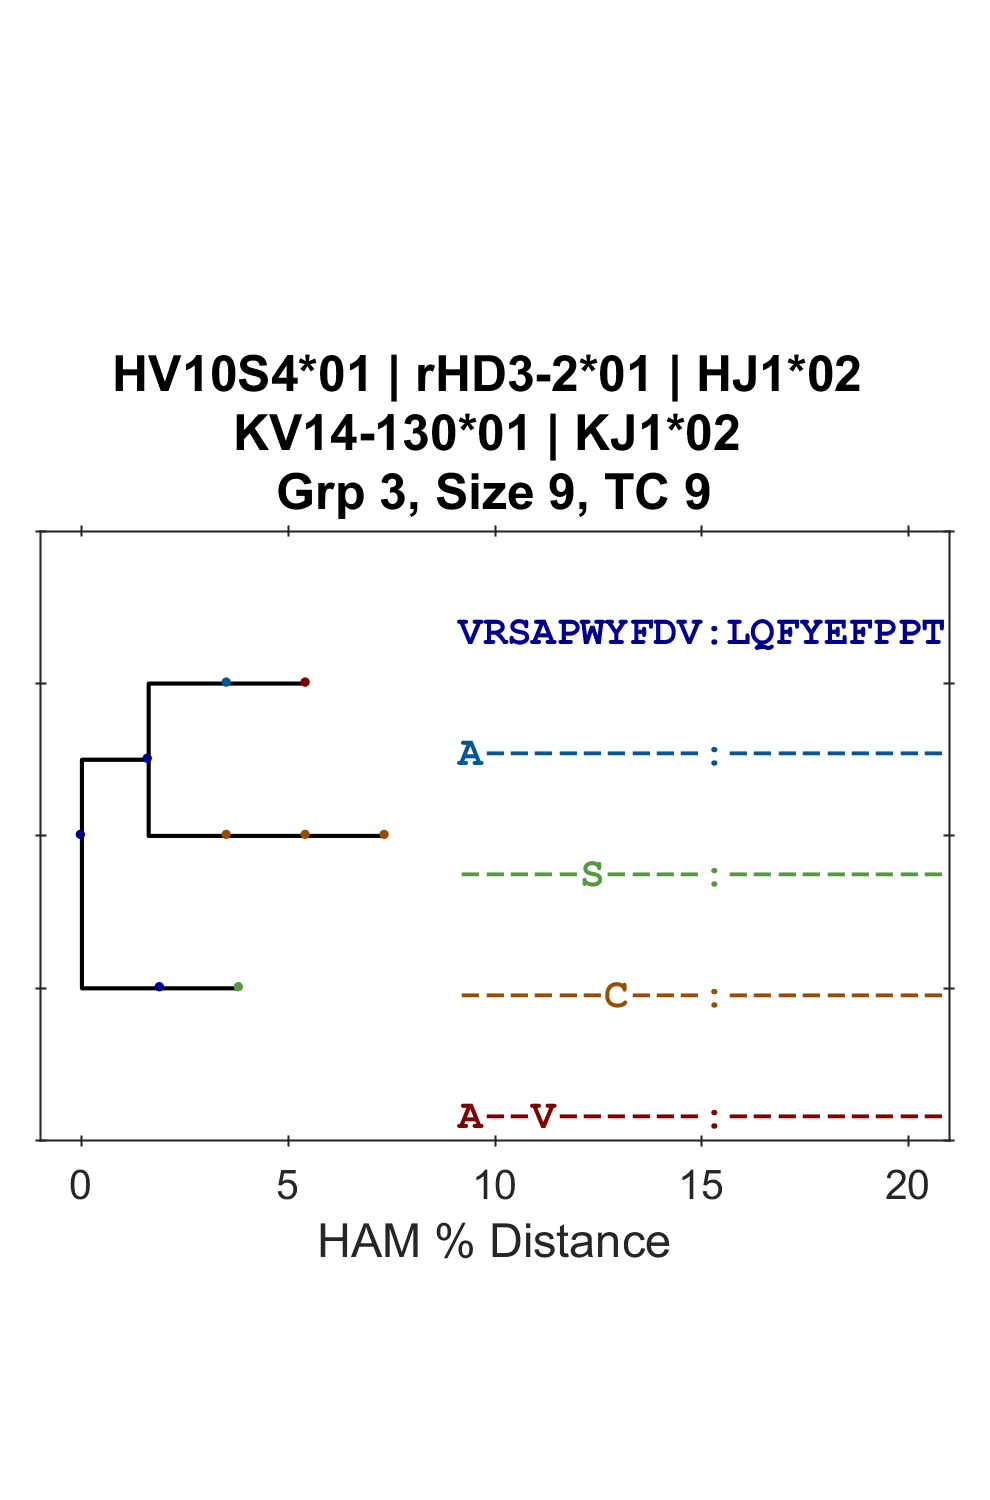 HV10S4*01 | rHD3-2*01 | HJ1*02
KV14-130*01 | KJ1*02
Grp 3, Size 9, TC 9
VRSAPWYFDV:LQFYEFPPT
A---------:---------
-----S----:---------
------C---:---------
A--V------:---------
0 5 10 15 20
HAM % Distance